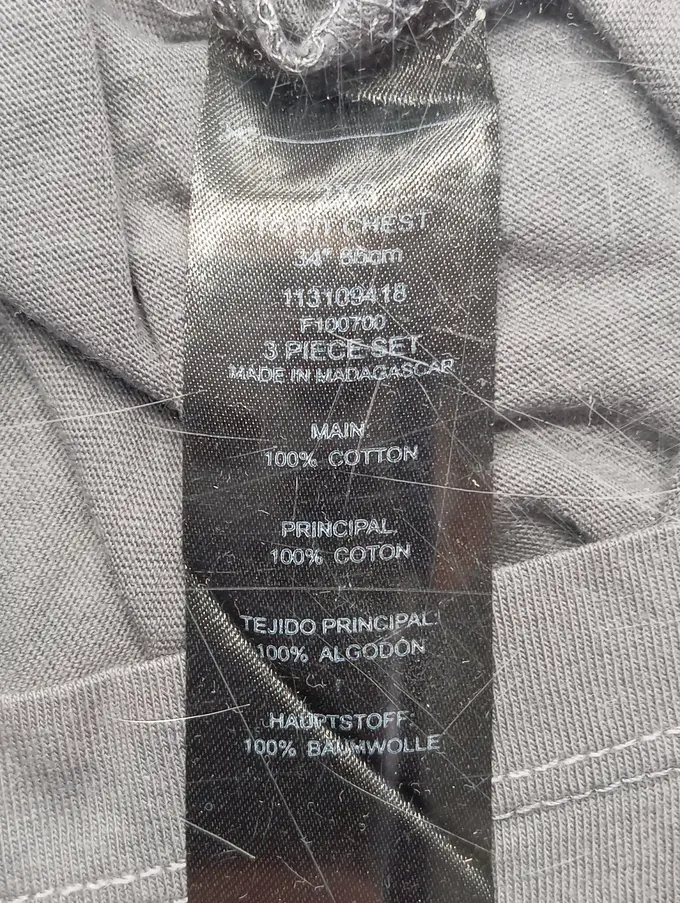 CHEST
34" 86cm
113109418
F100700
3 PIECE SET
MADE IN MADAGASCAR
MAIN
100% COTTON
PRINCIPAL
100% COTON
TEJIDO PRINCIPAL:
100% ALGODÓN
HAUPTSTOFF:
100% BAUMWOLLE